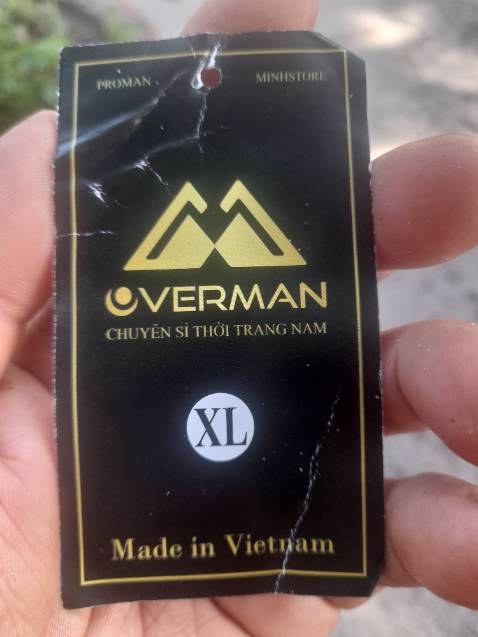 PROMAN MINHSTORE
OVERMAN
CHUYÊN SỈ THỜI TRANG NAM
XL
Made in Vietnam